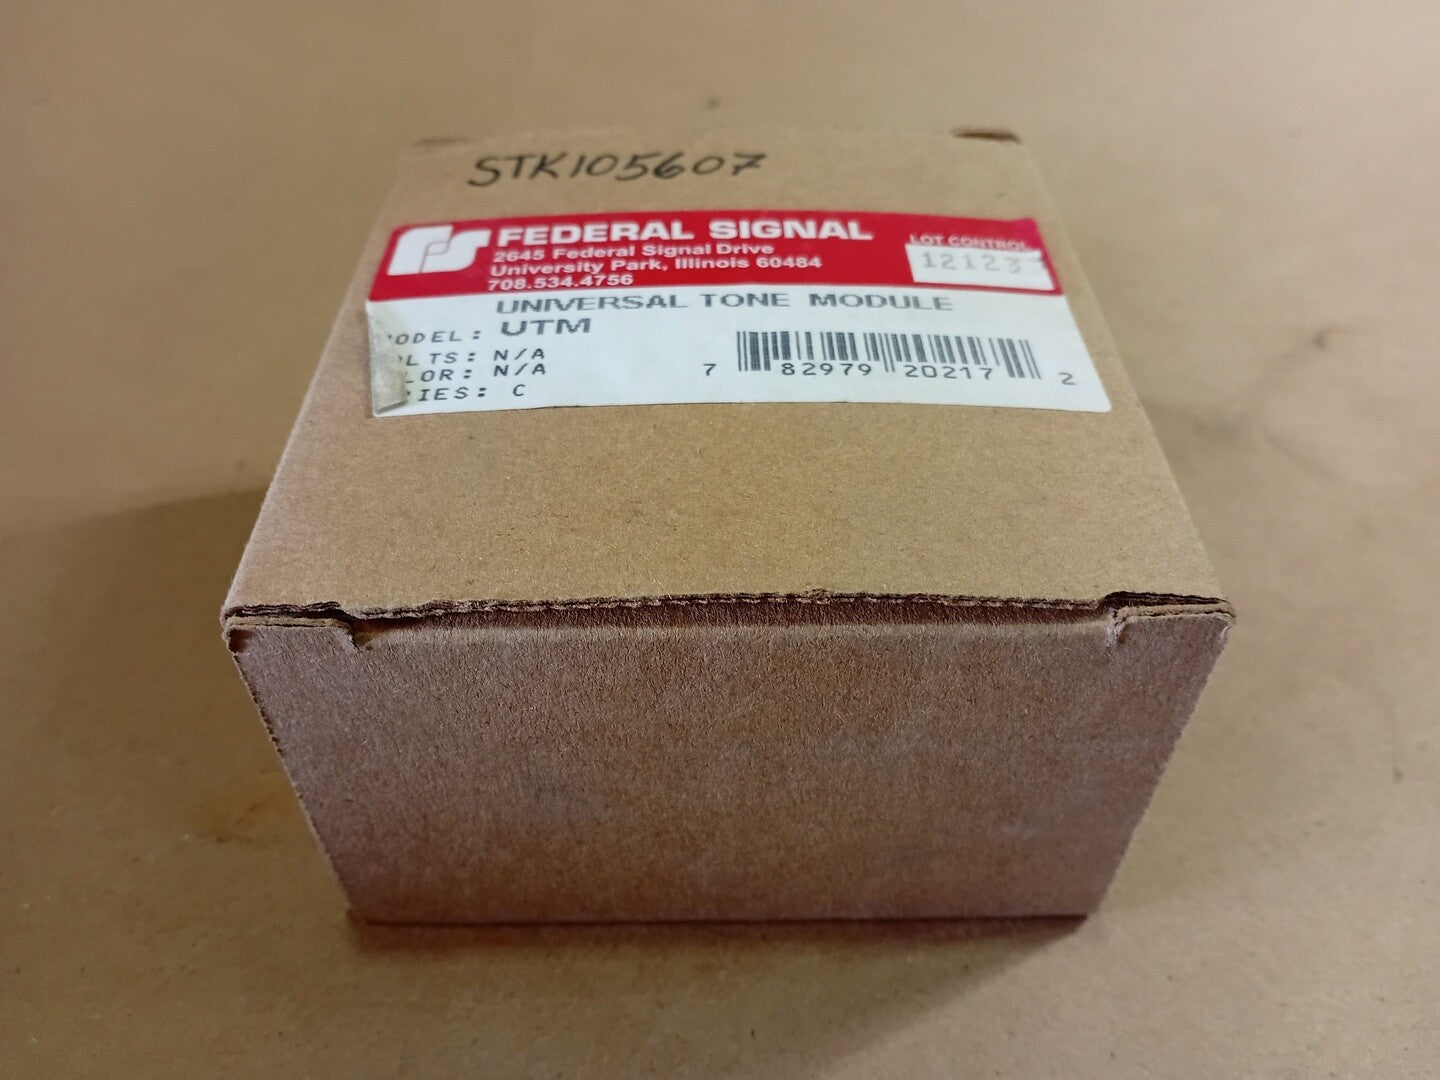 STK105607
FEDERAL SIGNAL
2645 Federal Signal Drive
University Park, Illinois 60484
708.534.4756
LOT CONTROL
12123
UNIVERSAL TONE MODULE
ODEL: UTM
LTS: N/A
LOR: N/A
IES: C
7 82979 20217 2